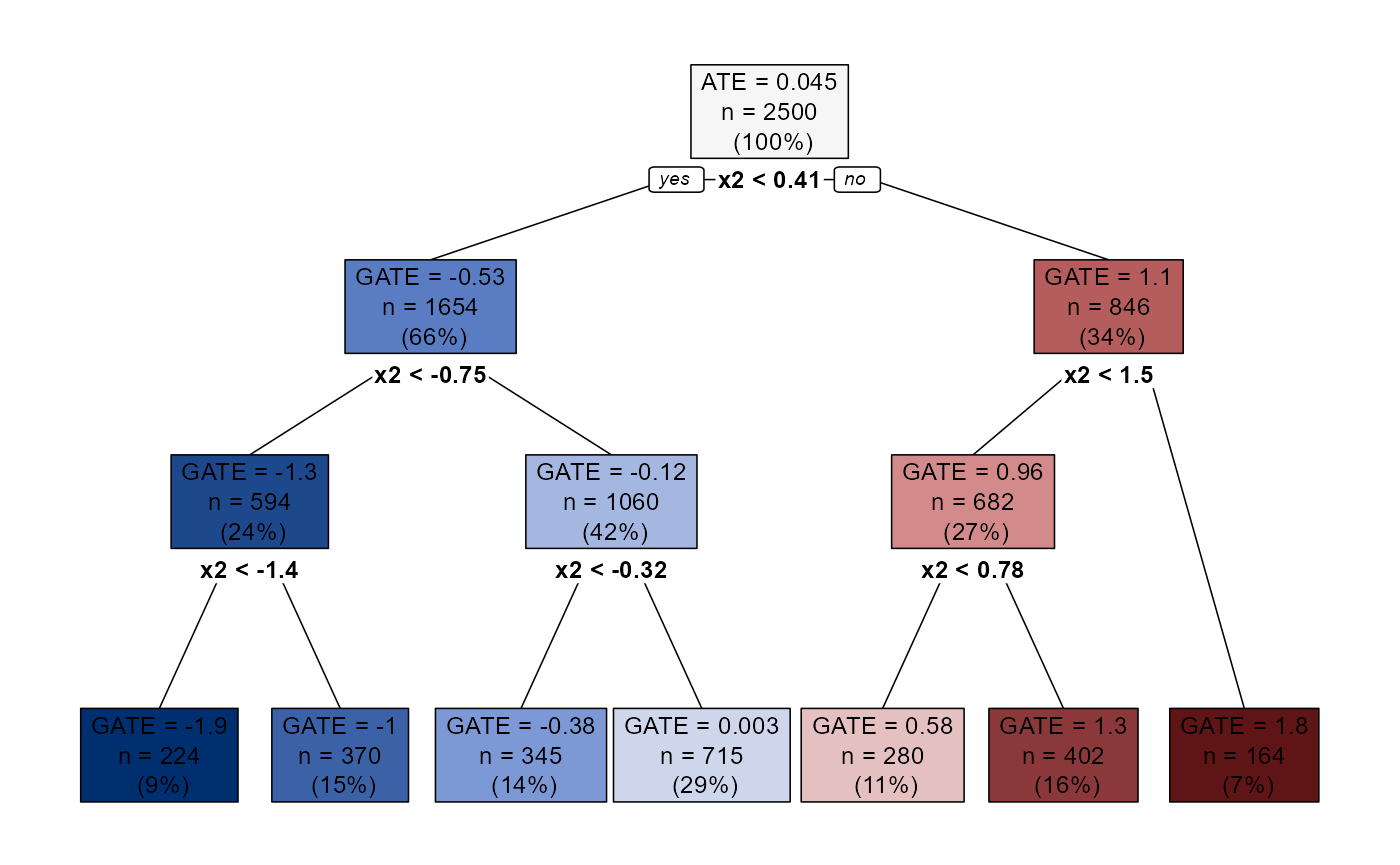 ATE = 0.045
n = 2500
(100%)
yes x2 < 0.41 no
GATE = -0.53
n = 1654
(66%)
GATE = 1.1
n = 846
(34%)
x2 < -0.75
x2 < 1.5
GATE = -1.3
n = 594
(24%)
GATE = -0.12
n = 1060
(42%)
GATE = 0.96
n = 682
(27%)
x2 < -1.4
x2 < -0.32
x2 < 0.78
GATE = -1.9
n = 224
(9%)
GATE = -1
n = 370
(15%)
GATE = -0.38
n = 345
(14%)
GATE = 0.003
n = 715
(29%)
GATE = 0.58
n = 280
(11%)
GATE = 1.3
n = 402
(16%)
GATE = 1.8
n = 164
(7%)